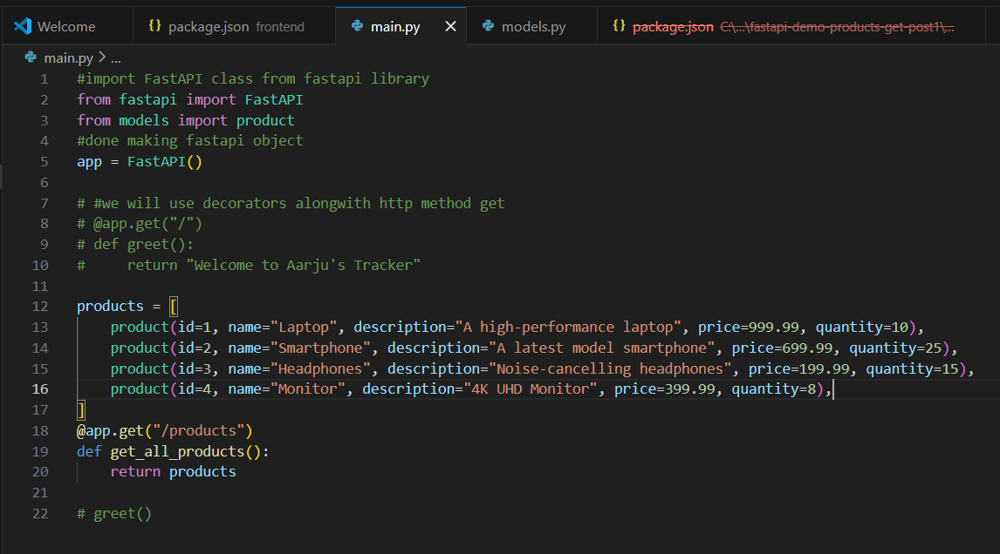 Welcome
{} package.json frontend
main.py
models.py
{} package.json C:\...\fastapi-demo-products-get-post1\...
main.py > ...
1 #import FastAPI class from fastapi library
2 from fastapi import FastAPI
3 from models import product
4 #done making fastapi object
5 app = FastAPI()
6
7 # #we will use decorators alongwith http method get
8 # @app.get("/")
9 # def greet():
10 #     return "Welcome to Aarju's Tracker"
11
12 products = [
13     product(id=1, name="Laptop", description="A high-performance laptop", price=999.99, quantity=10),
14     product(id=2, name="Smartphone", description="A latest model smartphone", price=699.99, quantity=25),
15     product(id=3, name="Headphones", description="Noise-cancelling headphones", price=199.99, quantity=15),
16     product(id=4, name="Monitor", description="4K UHD Monitor", price=399.99, quantity=8),
17 ]
18 @app.get("/products")
19 def get_all_products():
20     return products
21
22 # greet()